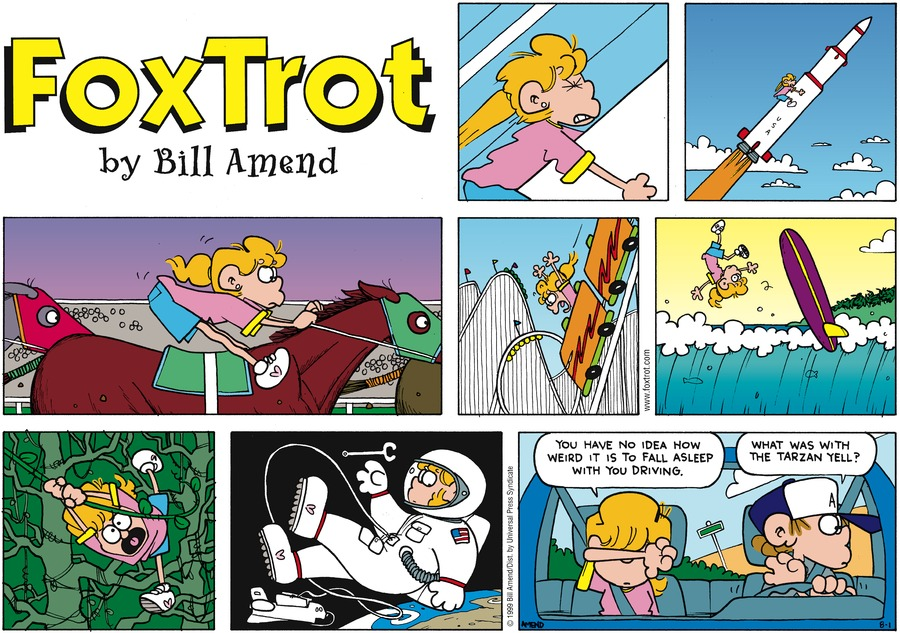 FoxTrot
by Bill Amend
USA
www.foxtrot.com
© 1999 Bill Amend/Dist. by Universal Press Syndicate
YOU HAVE NO IDEA HOW
WEIRD IT IS TO FALL ASLEEP
WITH YOU DRIVING.
WHAT WAS WITH
THE TARZAN YELL?
A
AMEND
8-1